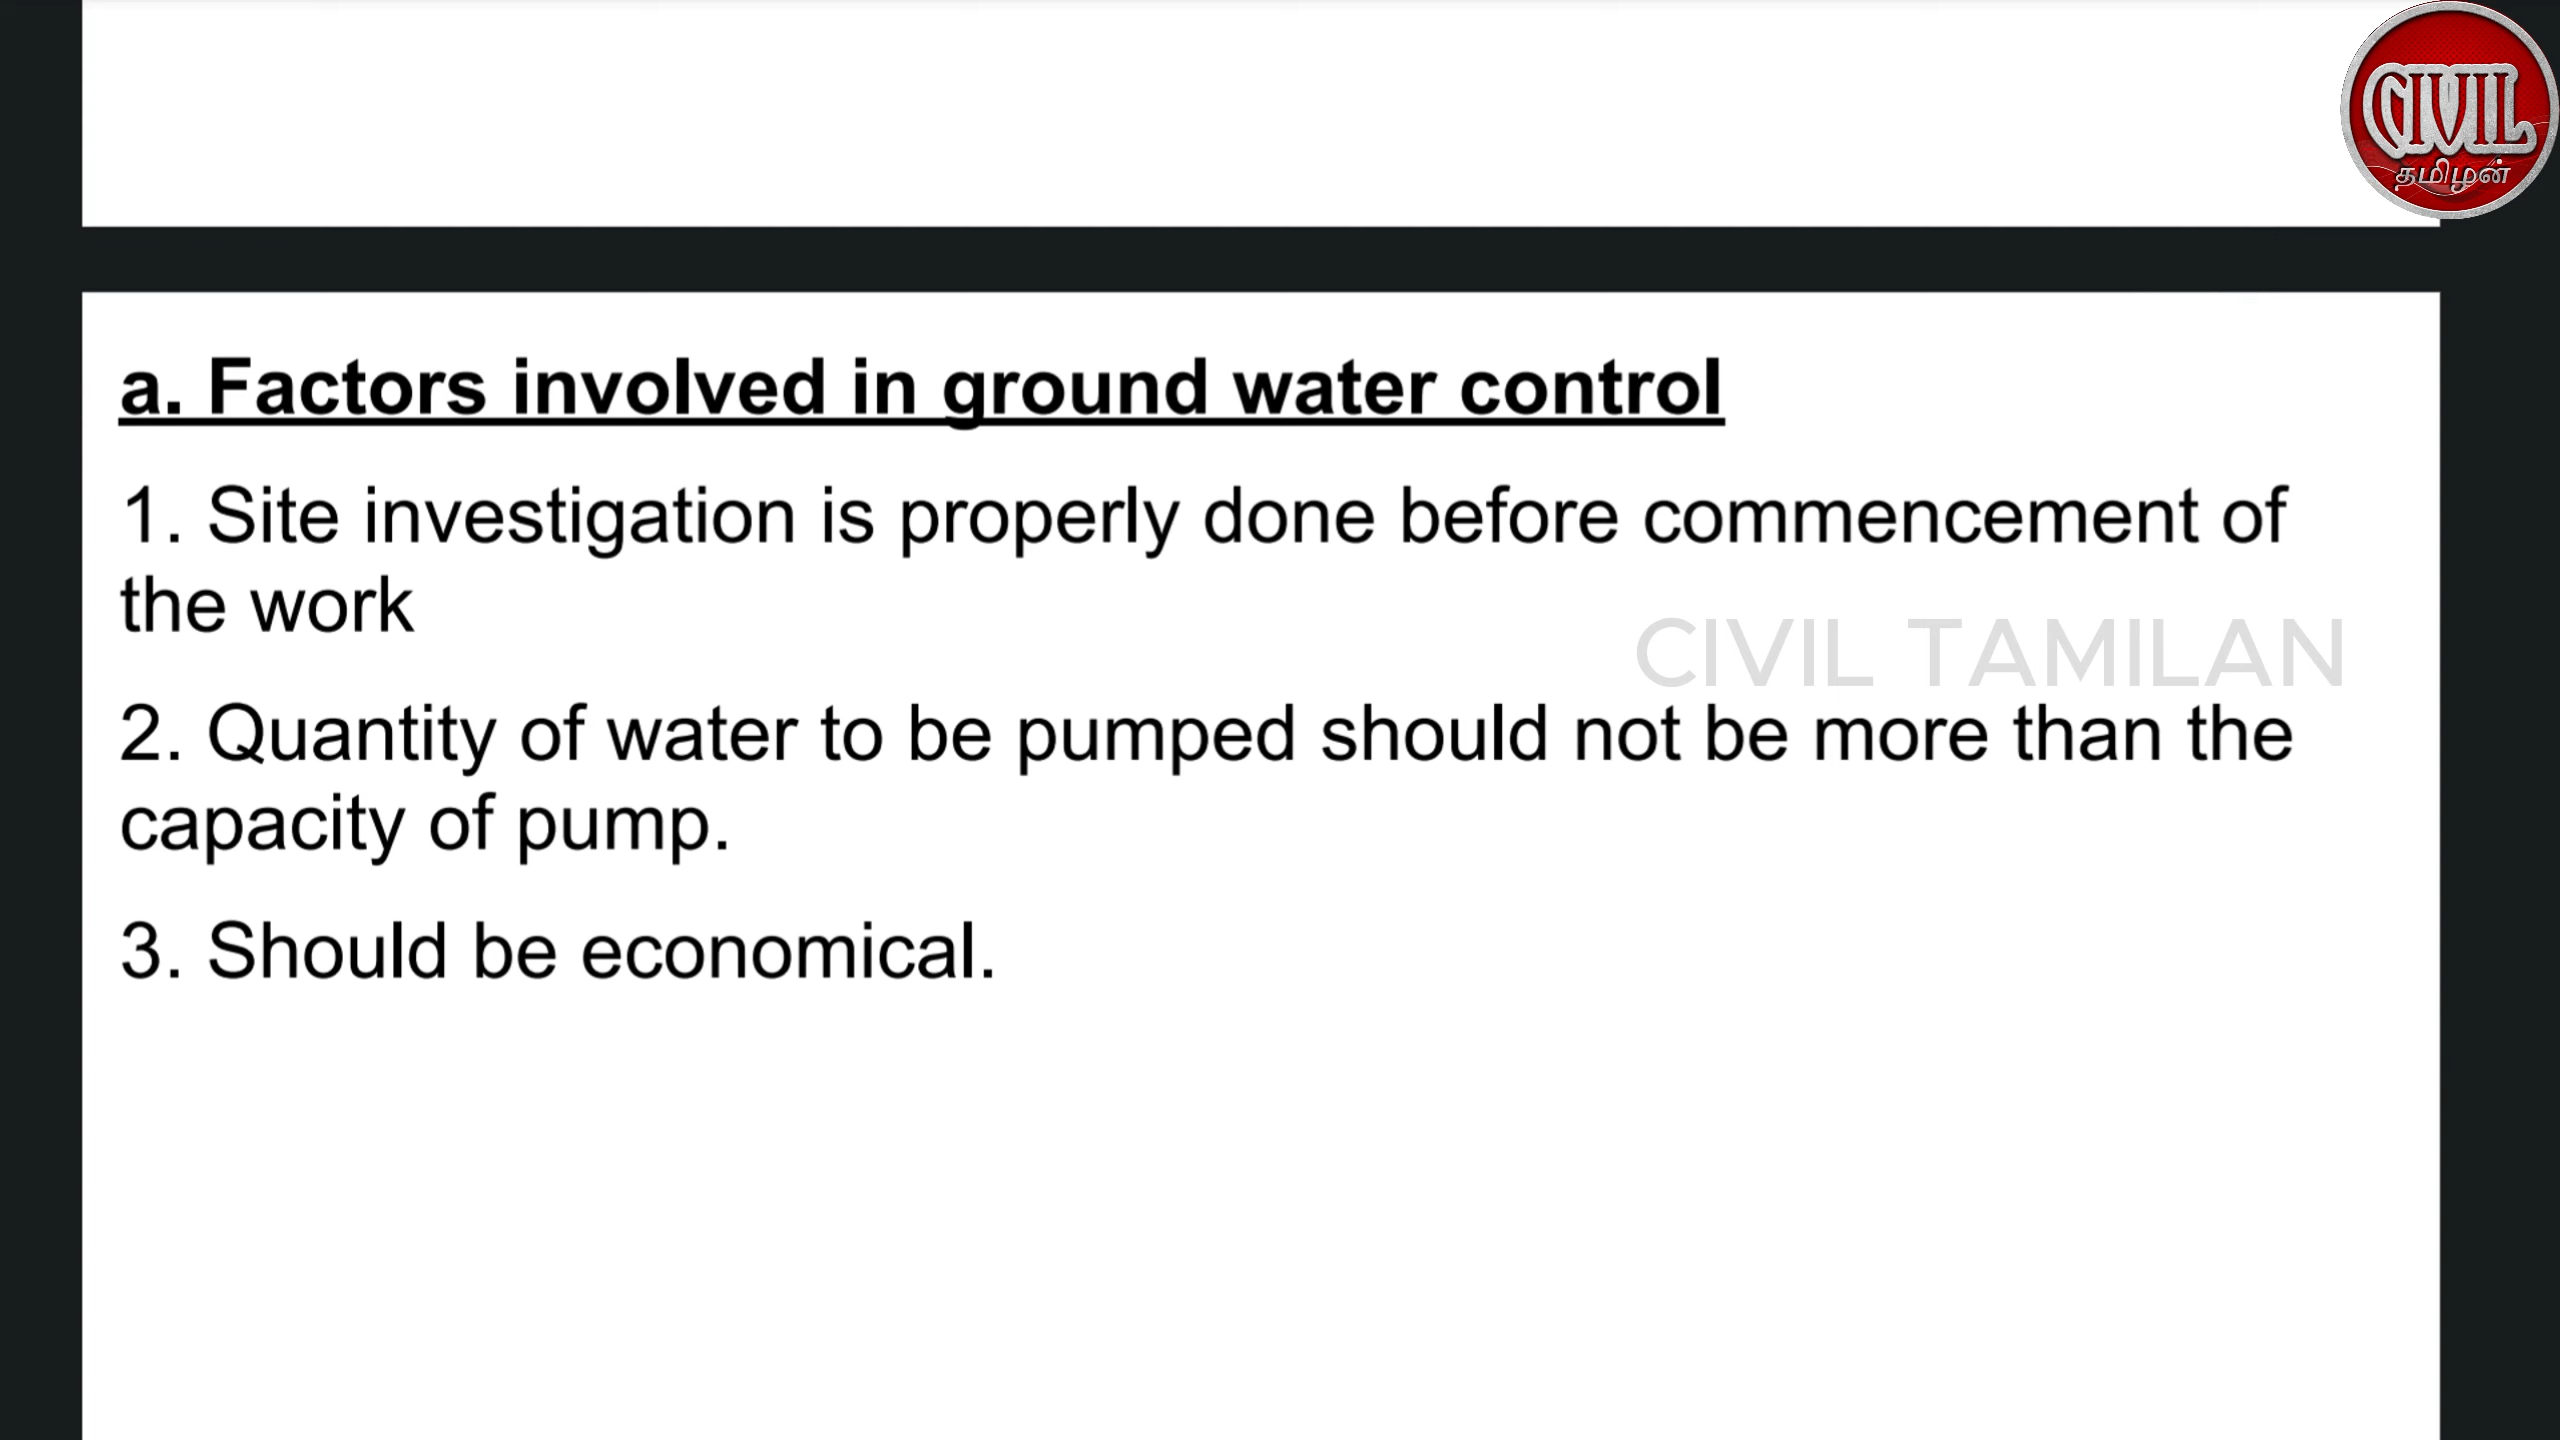 CIVIL
தமிழன்
a. Factors involved in ground water control
1. Site investigation is properly done before commencement of
the work
CIVIL TAMILAN
2. Quantity of water to be pumped should not be more than the
capacity of pump.
3. Should be economical.